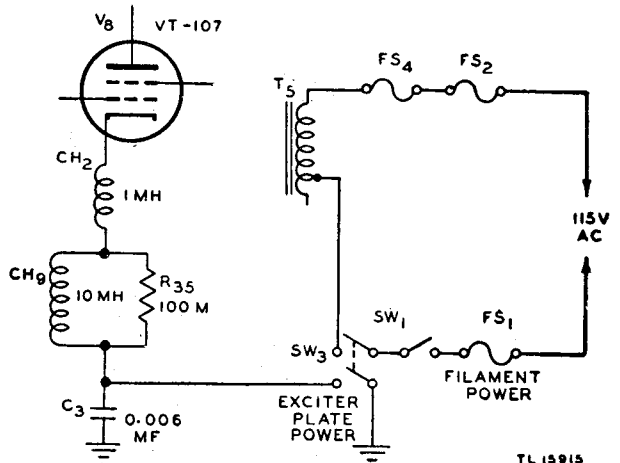 V8 VT-107
FS4
FS2
T5
CH2
1 MH
115V
AC
CH9
10 MH
R35
100 M
SW1
FS1
SW3
FILAMENT
POWER
EXCITER
PLATE
POWER
C3
0.006
MF
TL 15915